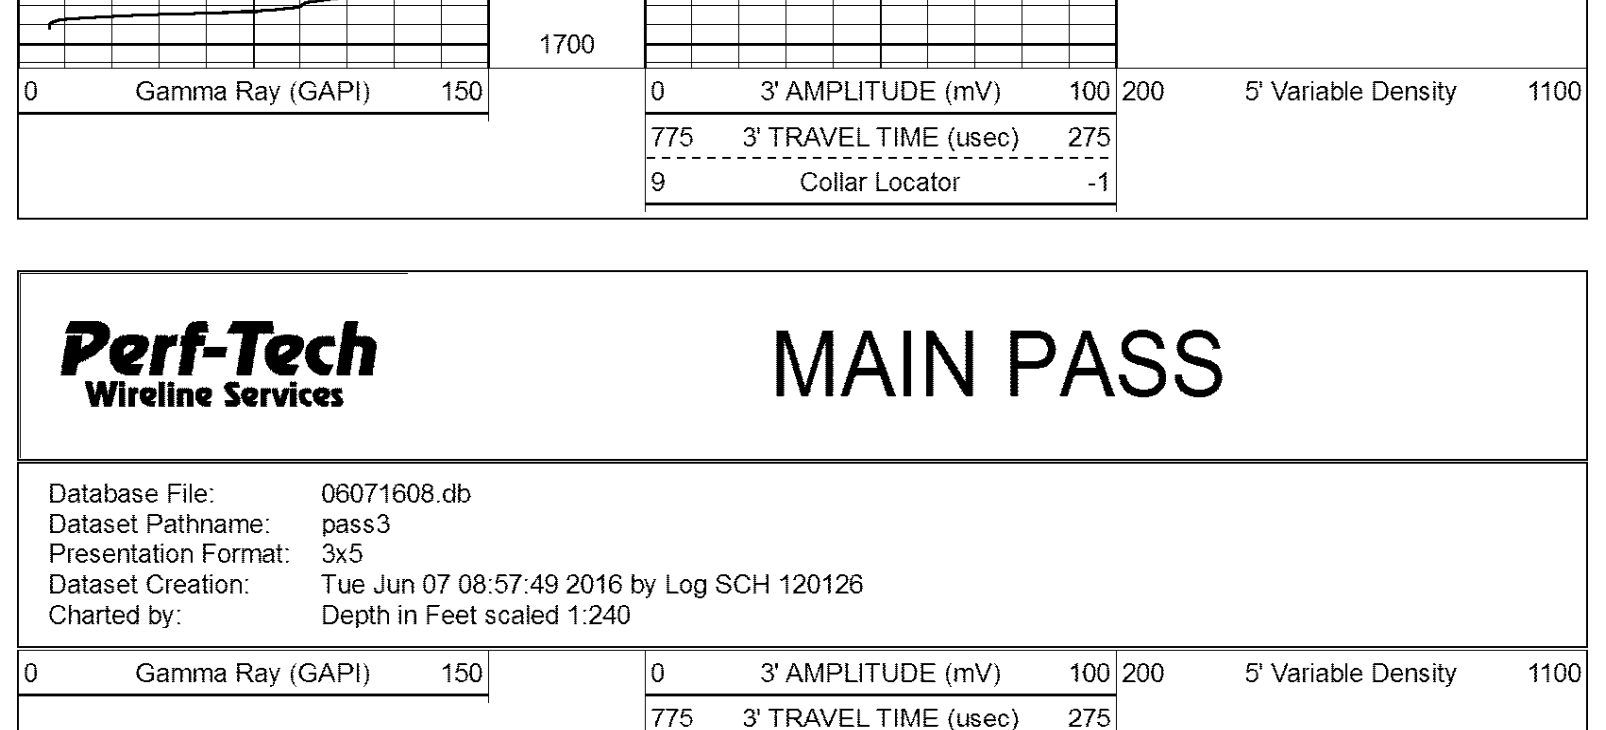 1700
0 Gamma Ray (GAPI) 150
0 3' AMPLITUDE (mV) 100
200 5' Variable Density 1100
775 3' TRAVEL TIME (usec) 275
9 Collar Locator -1
Perf-Tech
Wireline Services
MAIN PASS
Database File: 06071608.db
Dataset Pathname: pass3
Presentation Format: 3x5
Dataset Creation: Tue Jun 07 08:57:49 2016 by Log SCH 120126
Charted by: Depth in Feet scaled 1:240
0 Gamma Ray (GAPI) 150
0 3' AMPLITUDE (mV) 100
200 5' Variable Density 1100
775 3' TRAVEL TIME (usec) 275